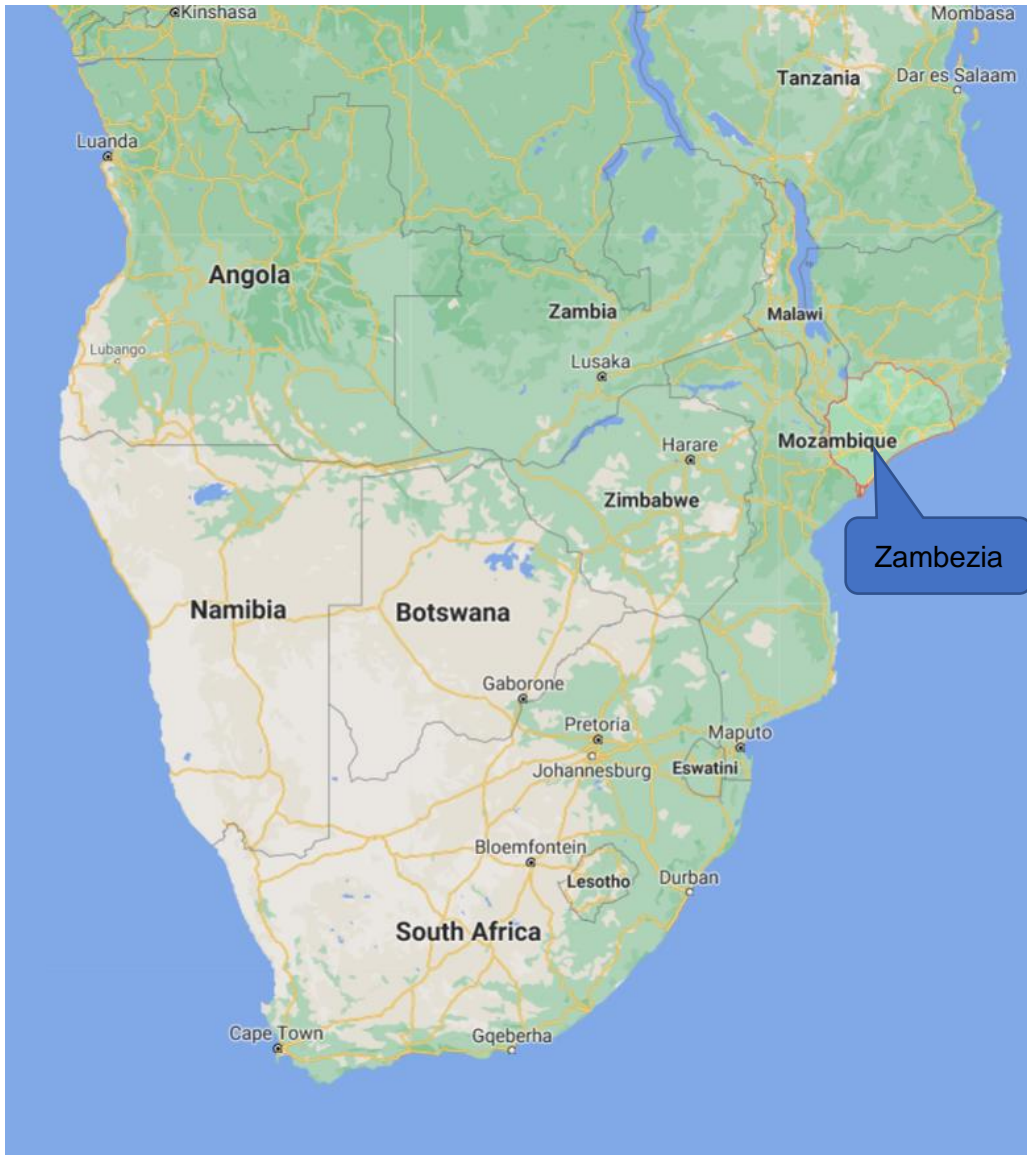 Kinshasa
Mombasa
Tanzania
Dar es Salaam
Luanda
Angola
Zambia
Malawi
Lubango
Lusaka
Mozambique
Harare
Zimbabwe
Zambezia
Namibia
Botswana
Gaborone
Pretoria
Maputo
Johannesburg
Eswatini
Bloemfontein
Lesotho
Durban
South Africa
Cape Town
Gqeberha